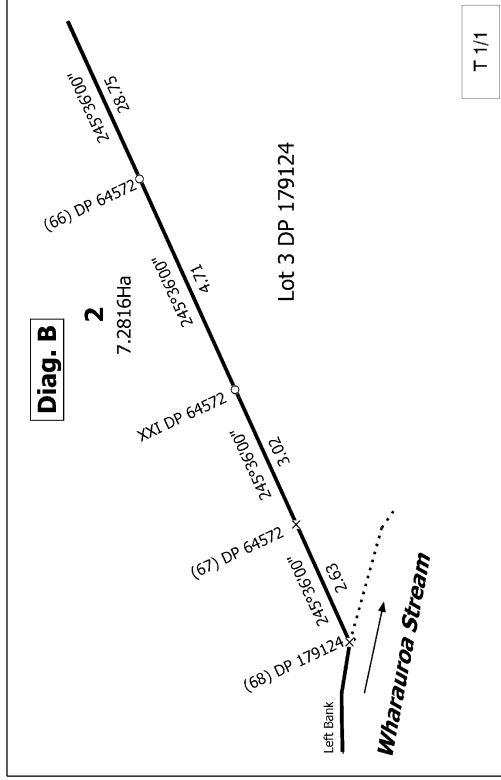 Diag. B
2
7.2816Ha
245°36'00"
28.75
(66) DP 64572
245°36'00"
4.71
XXI DP 64572
245°36'00"
3.02
(67) DP 64572
245°36'00"
2.63
(68) DP 179124
Lot 3 DP 179124
Left Bank
Wharauroa Stream
T 1/1